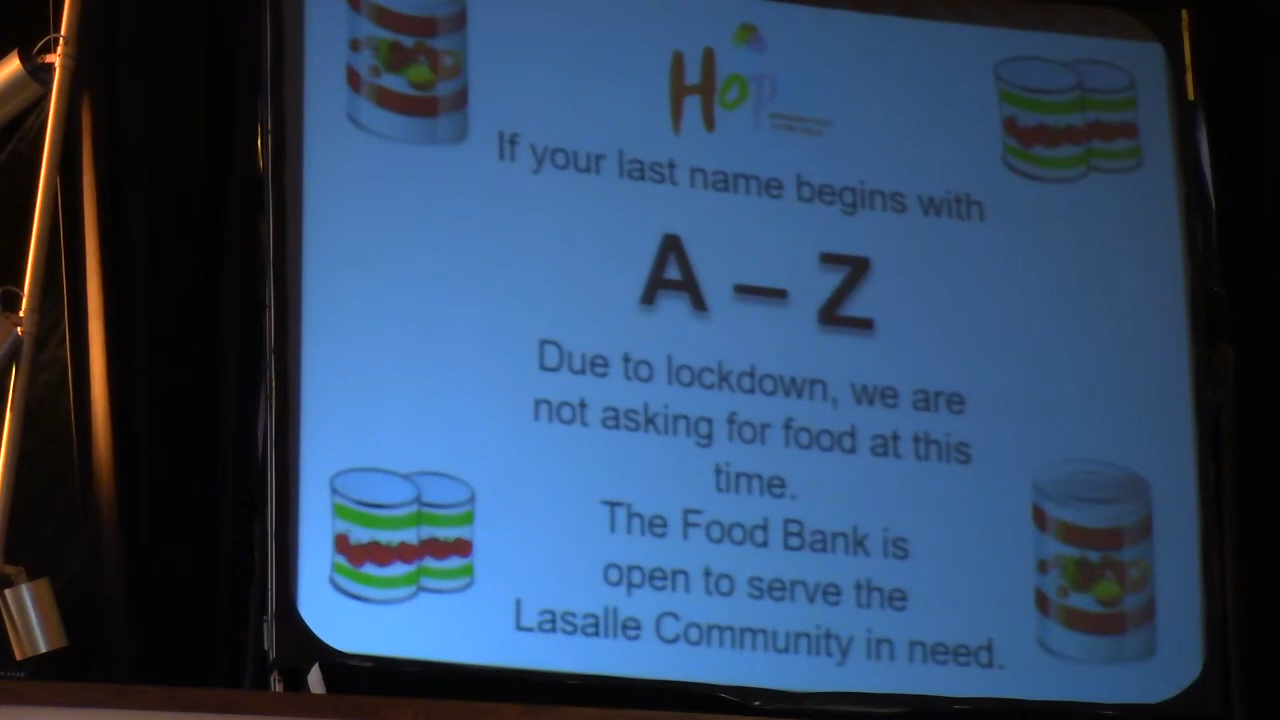 Hop
If your last name begins with
A – Z
Due to lockdown, we are
not asking for food at this
time.
The Food Bank is
open to serve the
Lasalle Community in need.